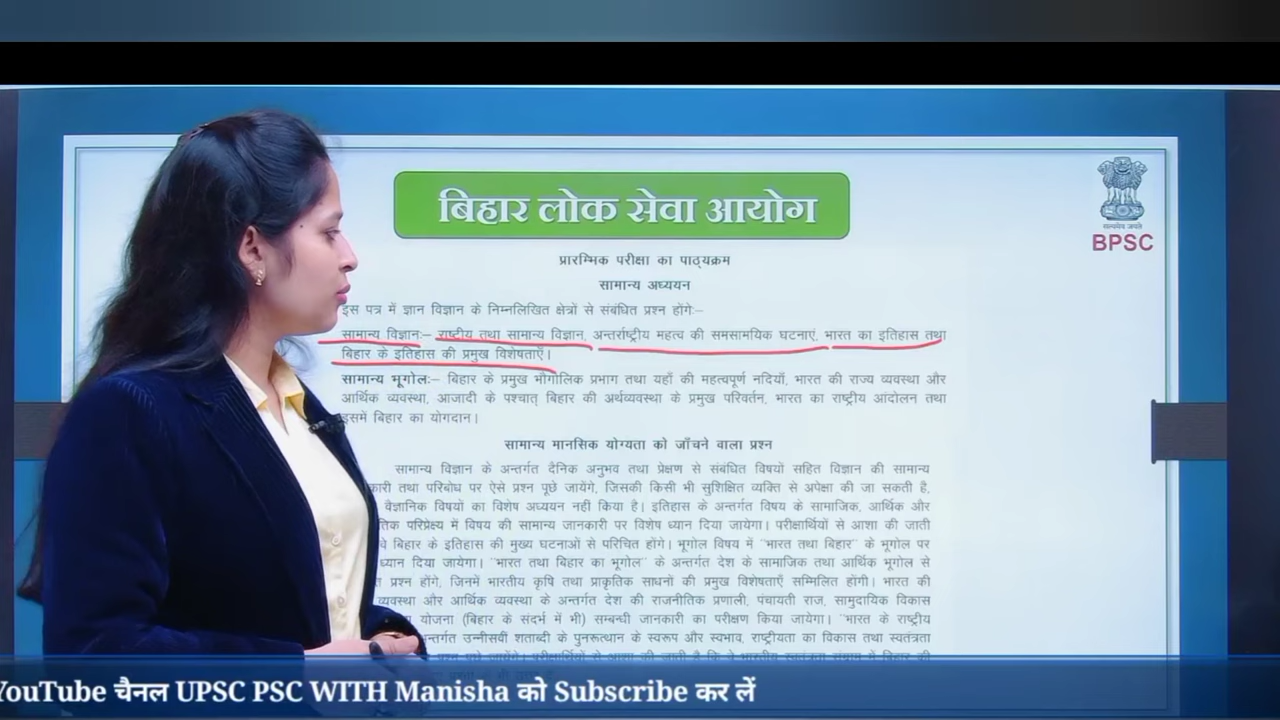 बिहार लोक सेवा आयोग
सत्यमेव जयते
BPSC
प्रारम्भिक परीक्षा का पाठ्यक्रम
सामान्य अध्ययन
इस पत्र में ज्ञान विज्ञान के निम्नलिखित क्षेत्रों से संबंधित प्रश्न होंगे:–
सामान्य विज्ञान:– राष्ट्रीय तथा सामान्य विज्ञान, अन्तर्राष्ट्रीय महत्व की समसामयिक घटनाएं, भारत का इतिहास तथा
बिहार के इतिहास की प्रमुख विशेषताएँ।
सामान्य भूगोल:– बिहार के प्रमुख भौगोलिक प्रभाग तथा यहाँ की महत्वपूर्ण नदियाँ, भारत की राज्य व्यवस्था और
आर्थिक व्यवस्था, आजादी के पश्चात् बिहार की अर्थव्यवस्था के प्रमुख परिवर्तन, भारत का राष्ट्रीय आंदोलन तथा
इसमें बिहार का योगदान।
सामान्य मानसिक योग्यता को जाँचने वाला प्रश्न
सामान्य विज्ञान के अन्तर्गत दैनिक अनुभव तथा प्रेक्षण से संबंधित विषयों सहित विज्ञान की सामान्य
कारी तथा परिबोध पर ऐसे प्रश्न पूछे जायेंगे, जिसकी किसी भी सुशिक्षित व्यक्ति से अपेक्षा की जा सकती है,
वैज्ञानिक विषयों का विशेष अध्ययन नहीं किया है। इतिहास के अन्तर्गत विषय के सामाजिक, आर्थिक और
तिक परिप्रेक्ष्य में विषय की सामान्य जानकारी पर विशेष ध्यान दिया जायेगा। परीक्षार्थियों से आशा की जाती
वे बिहार के इतिहास की मुख्य घटनाओं से परिचित होंगे। भूगोल विषय में "भारत तथा बिहार" के भूगोल पर
ध्यान दिया जायेगा। "भारत तथा बिहार का भूगोल" के अन्तर्गत देश के सामाजिक तथा आर्थिक भूगोल से
प्रश्न होंगे, जिनमें भारतीय कृषि तथा प्राकृतिक साधनों की प्रमुख विशेषताएँ सम्मिलित होंगी। भारत की
व्यवस्था और आर्थिक व्यवस्था के अन्तर्गत देश की राजनीतिक प्रणाली, पंचायती राज, सामुदायिक विकास
योजना (बिहार के संदर्भ में भी) सम्बन्धी जानकारी का परीक्षण किया जायेगा। "भारत के राष्ट्रीय
अन्तर्गत उन्नीसवीं शताब्दी के पुनरूत्थान के स्वरूप और स्वभाव, राष्ट्रीयता का विकास तथा स्वतंत्रता
YouTube चैनल UPSC PSC WITH Manisha को Subscribe कर लें